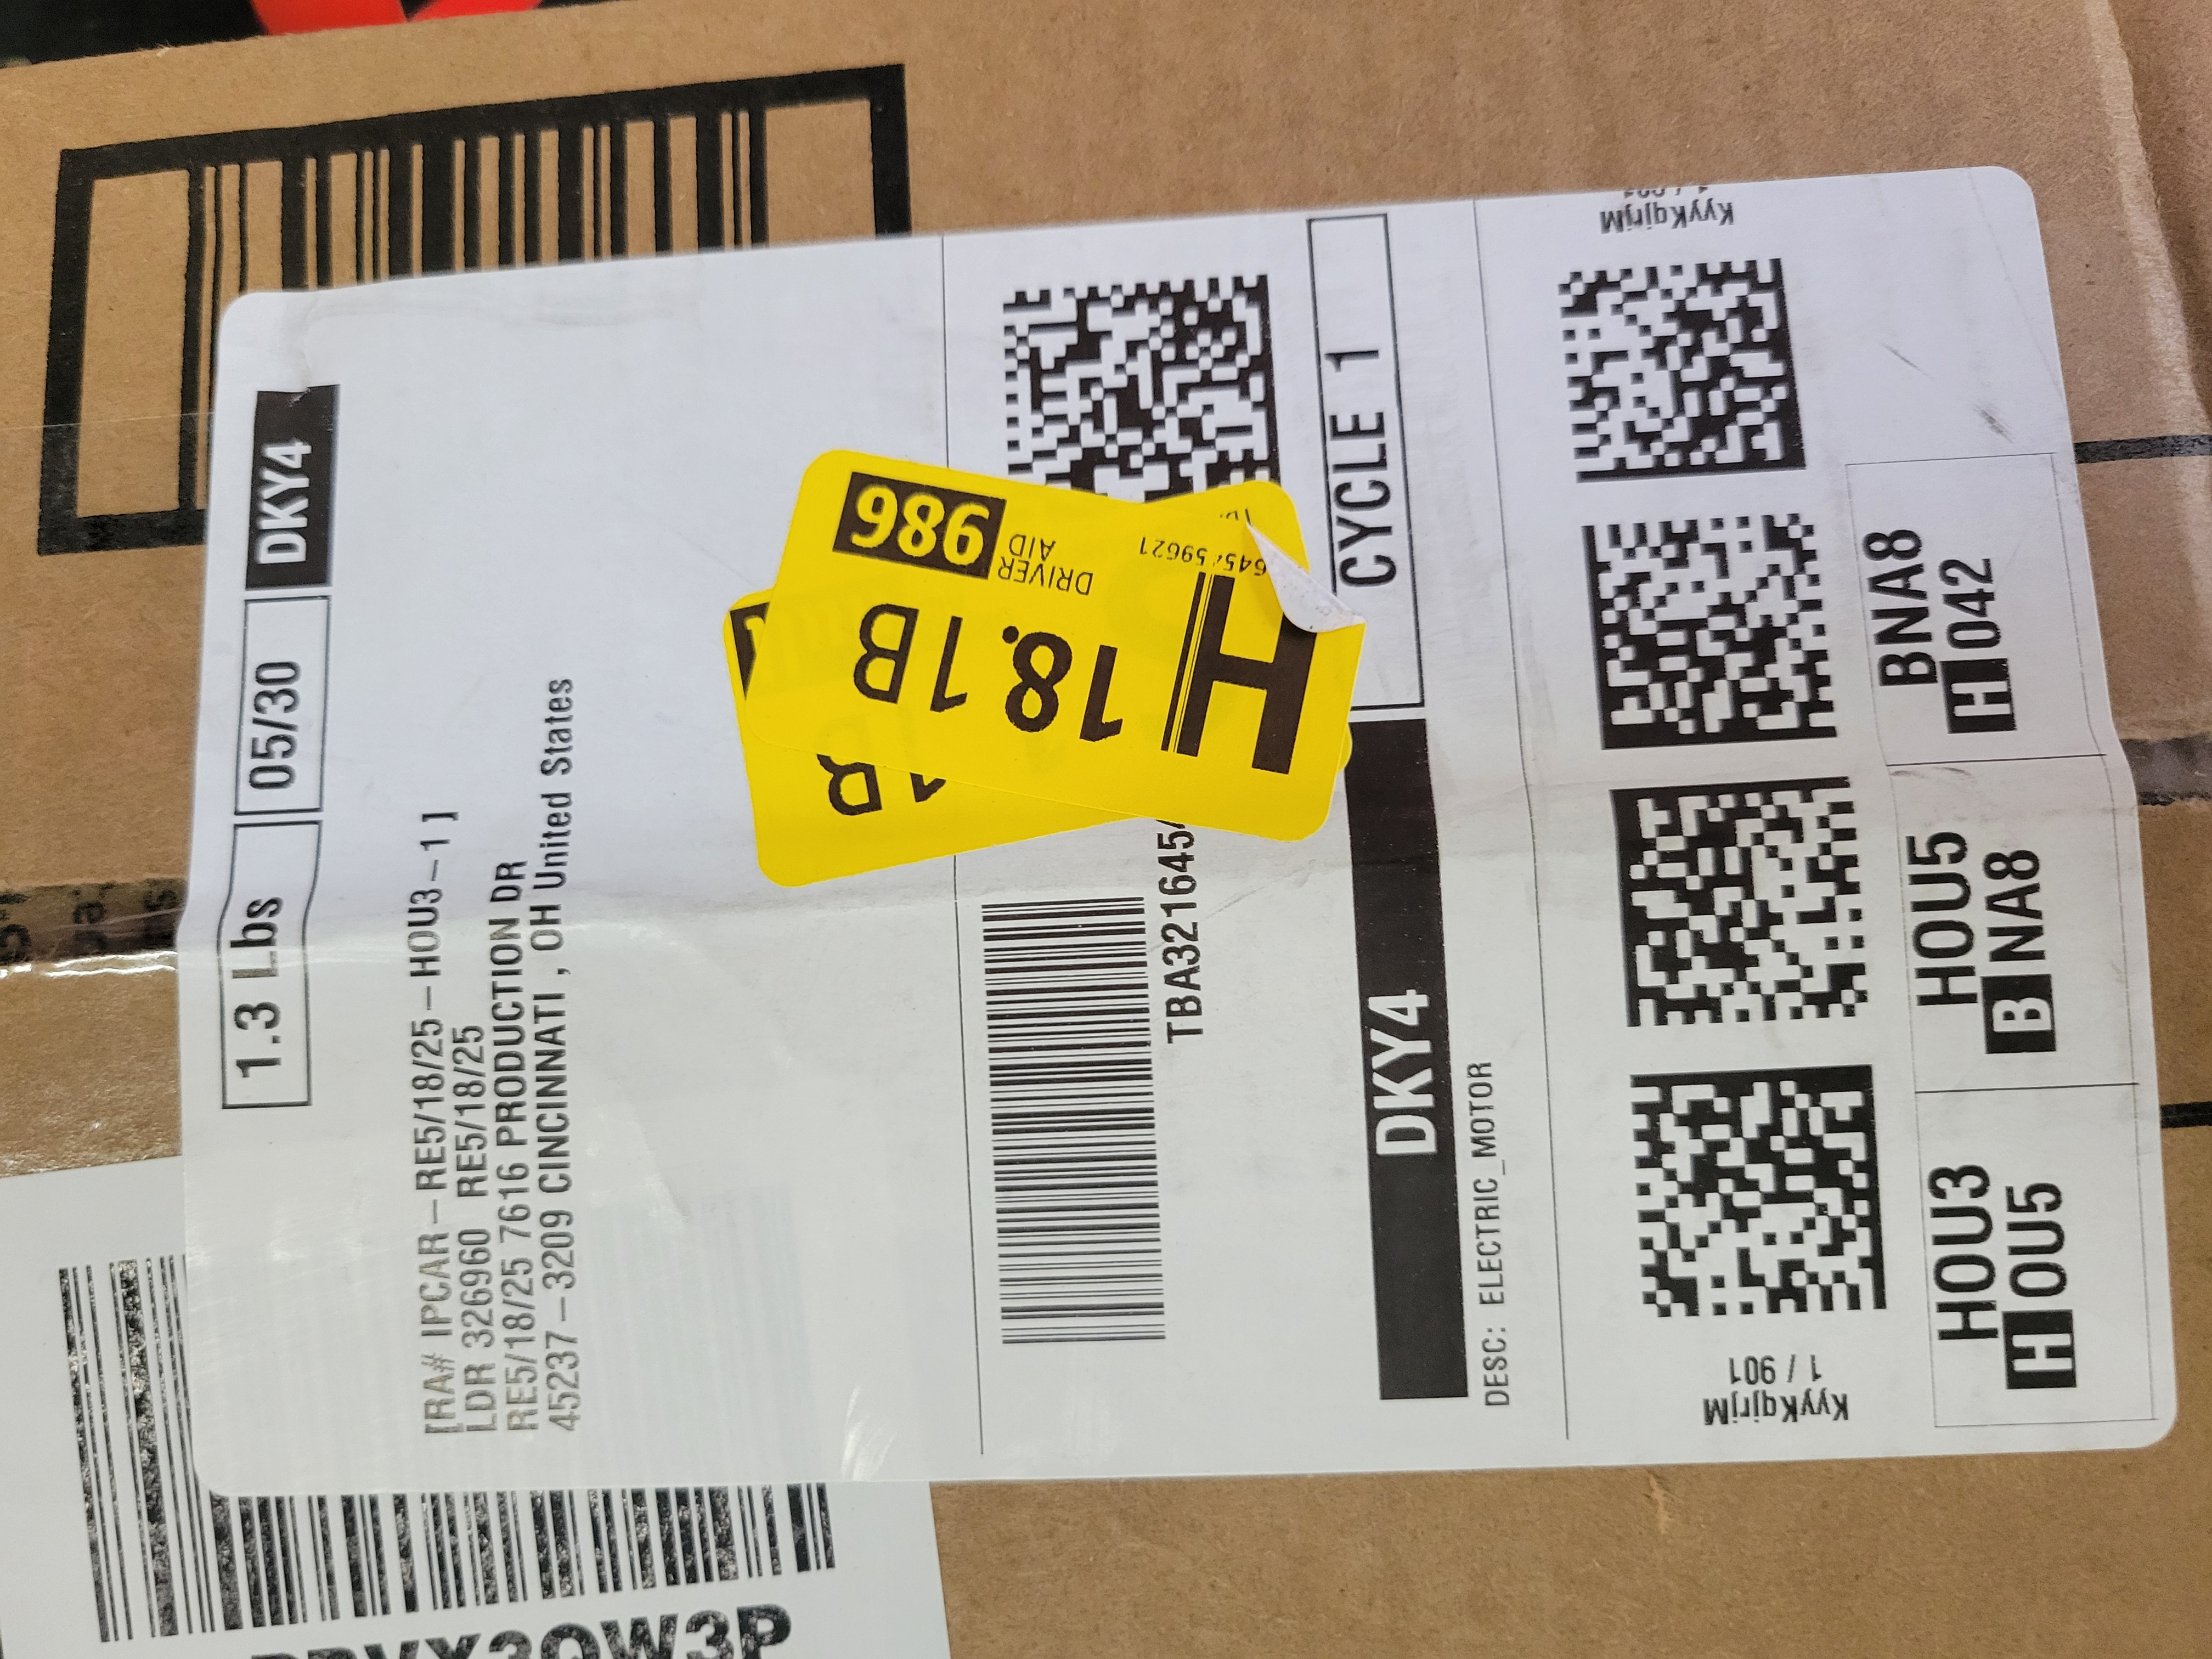 1.3 Lbs
05/30
DKY4
[RA# IPCAR-RE5/18/25-HOU3-1]
LDR 326960 RE5/18/25
RE5/18/25 7616 PRODUCTION DR
45237-3209 CINCINNATI, OH United States
TBA321645
DKY4
CYCLE 1
DESC: ELECTRIC_MOTOR
H
18.1B
DRIVER
AID
986
59621
KyyKqjrjM
1 / 901
KyyKqjrjM
HOU3
H OU5
HOU5
B NA8
BNA8
H 042